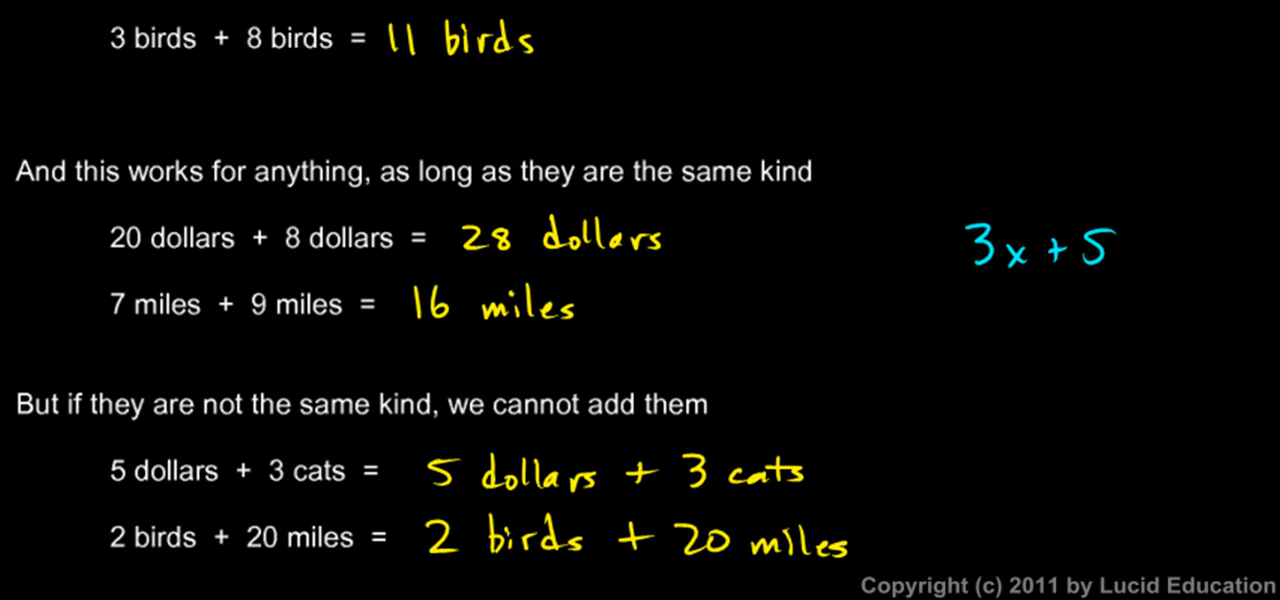 3 birds + 8 birds = 11 birds
And this works for anything, as long as they are the same kind
20 dollars + 8 dollars = 28 dollars
3x + 5
7 miles + 9 miles = 16 miles
But if they are not the same kind, we cannot add them
5 dollars + 3 cats = 5 dollars + 3 cats
2 birds + 20 miles = 2 birds + 20 miles
Copyright (c) 2011 by Lucid Education